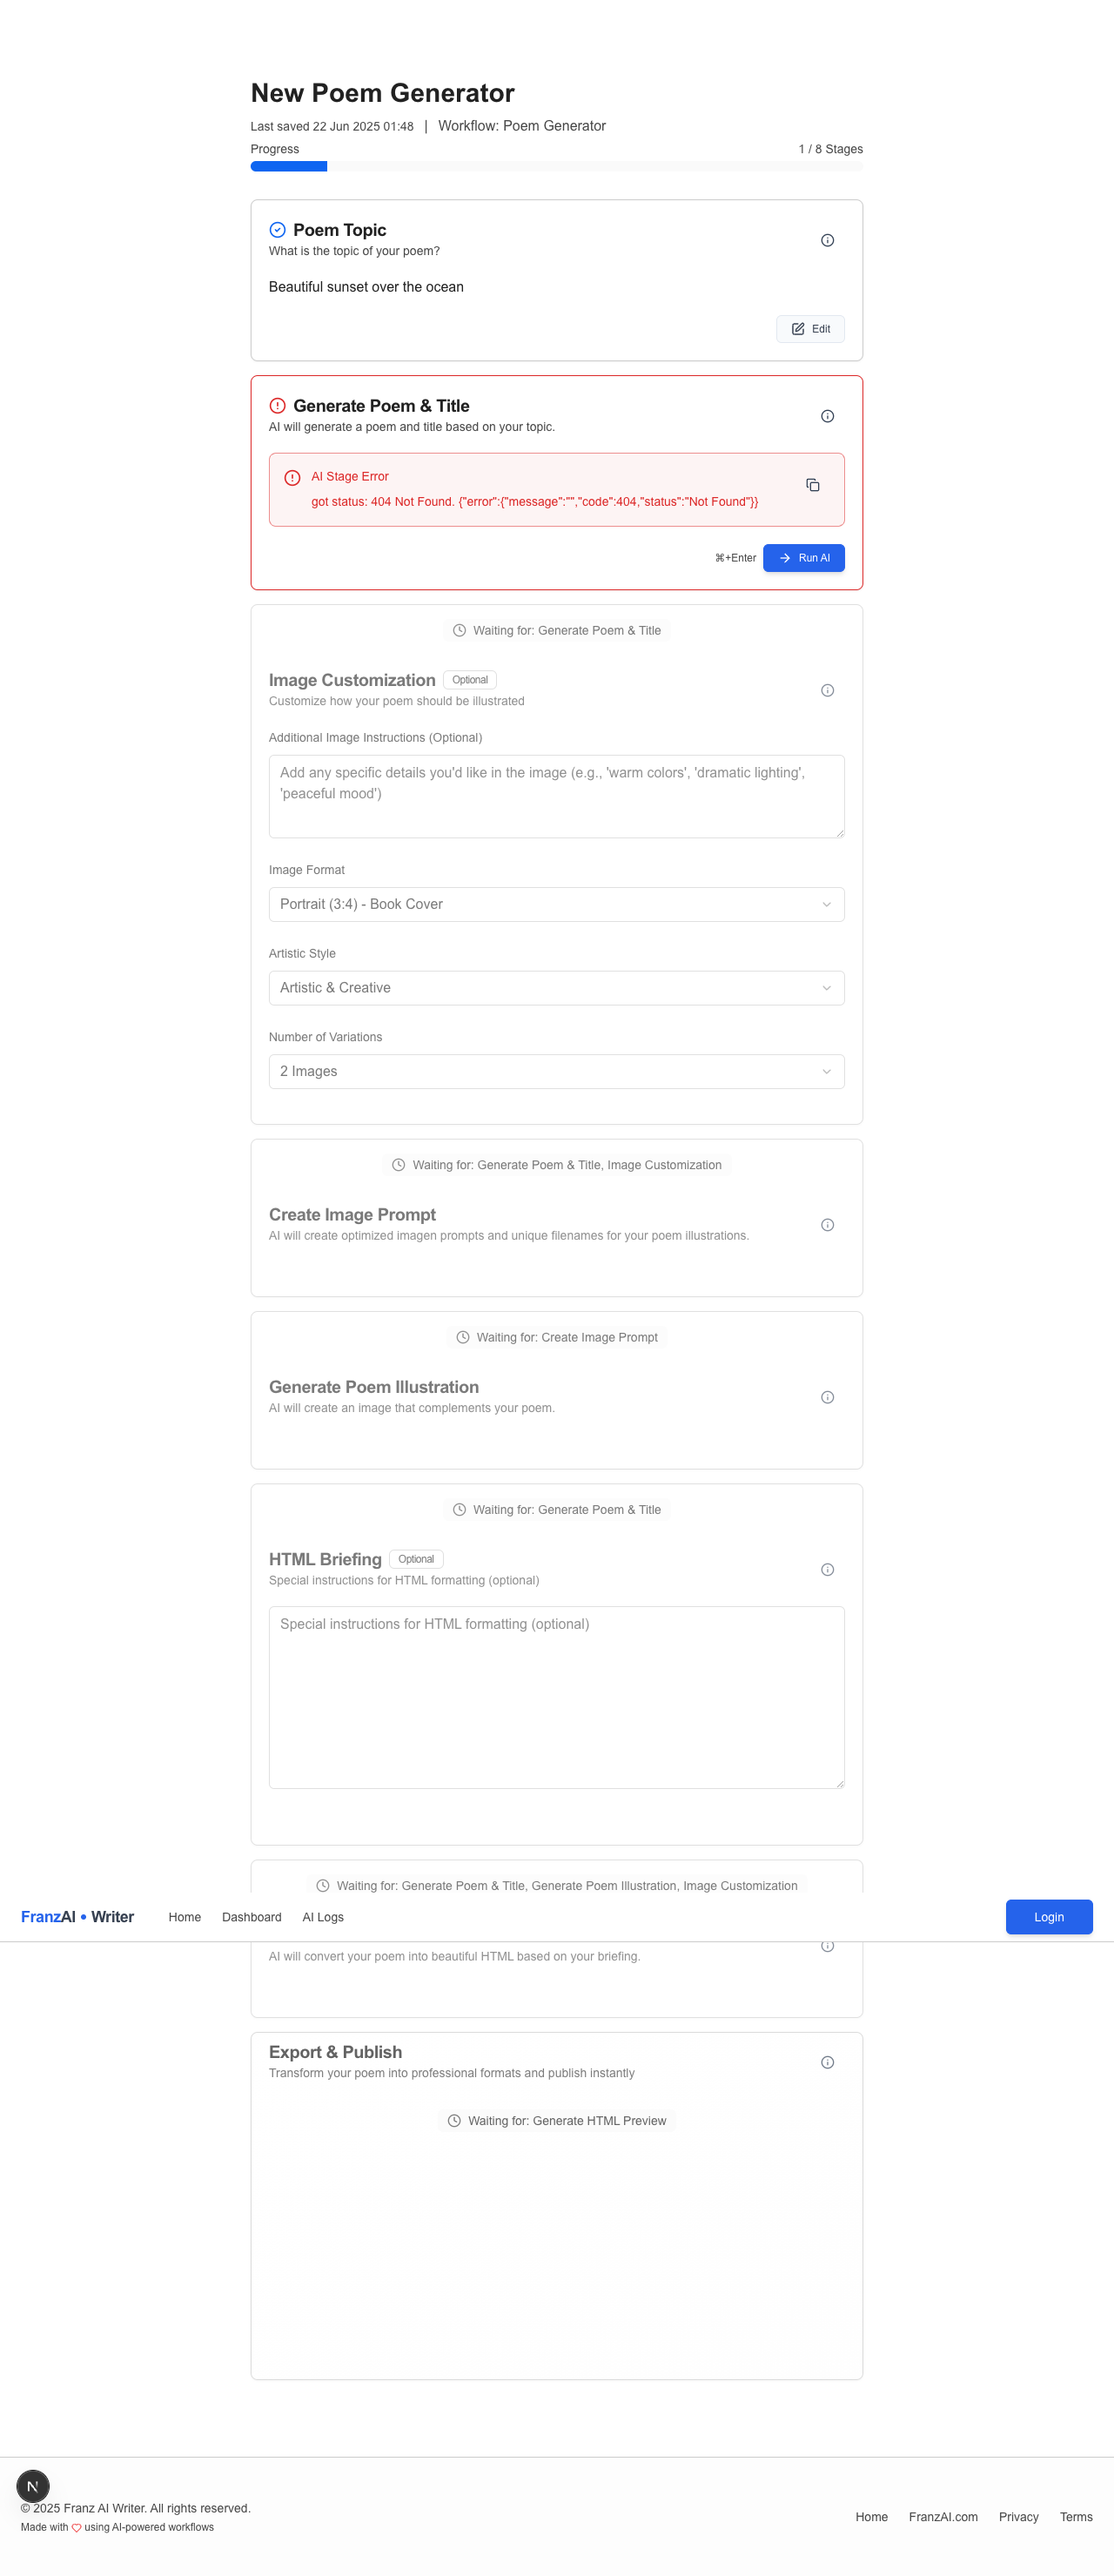 New Poem Generator
Last saved 22 Jun 2025 01:48 | Workflow: Poem Generator
Progress 1 / 8 Stages
Poem Topic
What is the topic of your poem?
Beautiful sunset over the ocean
Edit
Generate Poem & Title
AI will generate a poem and title based on your topic.
AI Stage Error
got status: 404 Not Found. {"error":{"message":"","code":404,"status":"Not Found"}}
⌘+Enter Run AI
Waiting for: Generate Poem & Title
Image Customization Optional
Customize how your poem should be illustrated
Additional Image Instructions (Optional)
Add any specific details you'd like in the image (e.g., 'warm colors', 'dramatic lighting',
'peaceful mood')
Image Format
Portrait (3:4) - Book Cover
Artistic Style
Artistic & Creative
Number of Variations
2 Images
Waiting for: Generate Poem & Title, Image Customization
Create Image Prompt
AI will create optimized imagen prompts and unique filenames for your poem illustrations.
Waiting for: Create Image Prompt
Generate Poem Illustration
AI will create an image that complements your poem.
Waiting for: Generate Poem & Title
HTML Briefing Optional
Special instructions for HTML formatting (optional)
Special instructions for HTML formatting (optional)
Waiting for: Generate Poem & Title, Generate Poem Illustration, Image Customization
FranzAI • Writer Home Dashboard AI Logs Login
AI will convert your poem into beautiful HTML based on your briefing.
Export & Publish
Transform your poem into professional formats and publish instantly
Waiting for: Generate HTML Preview
N
© 2025 Franz AI Writer. All rights reserved.
Made with using AI-powered workflows
Home FranzAI.com Privacy Terms